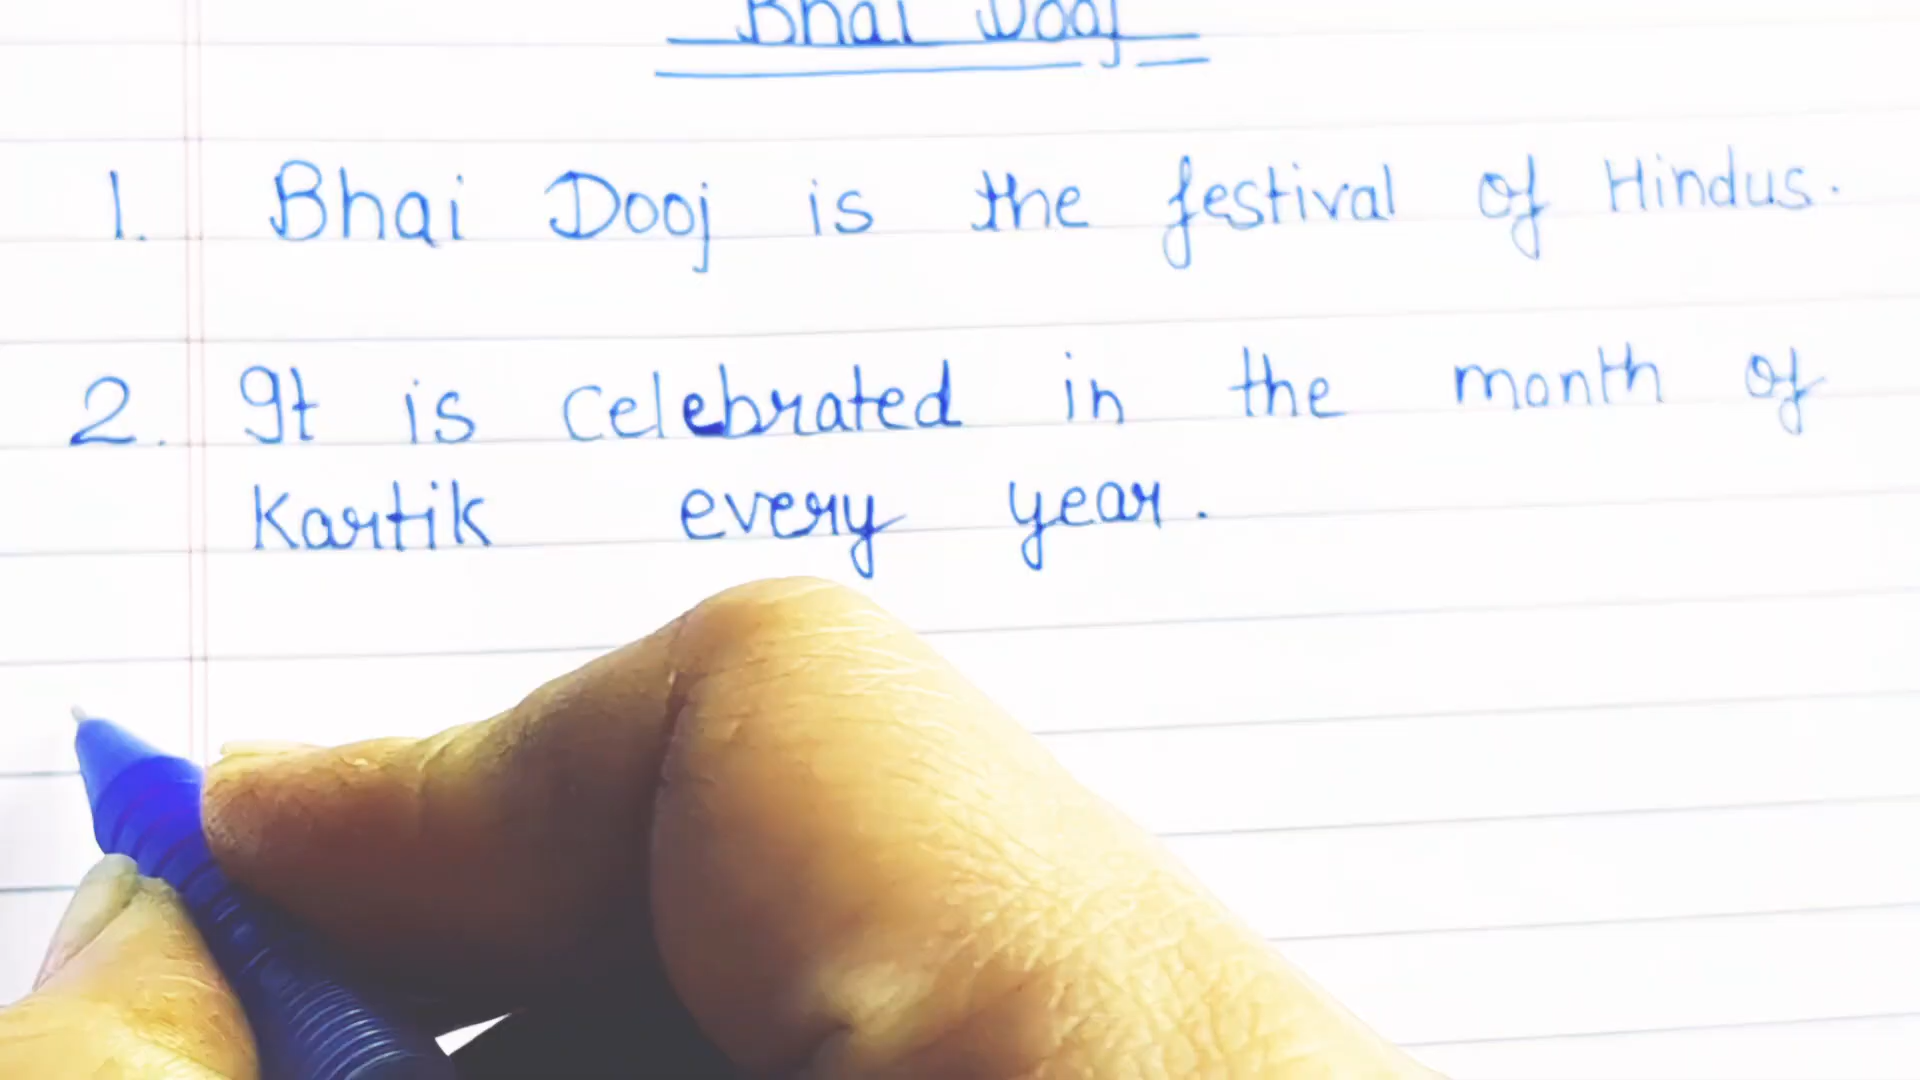 Bhai Dooj
1. Bhai Dooj is the festival of Hindus.
2. It is celebrated in the month of
Kartik every year.